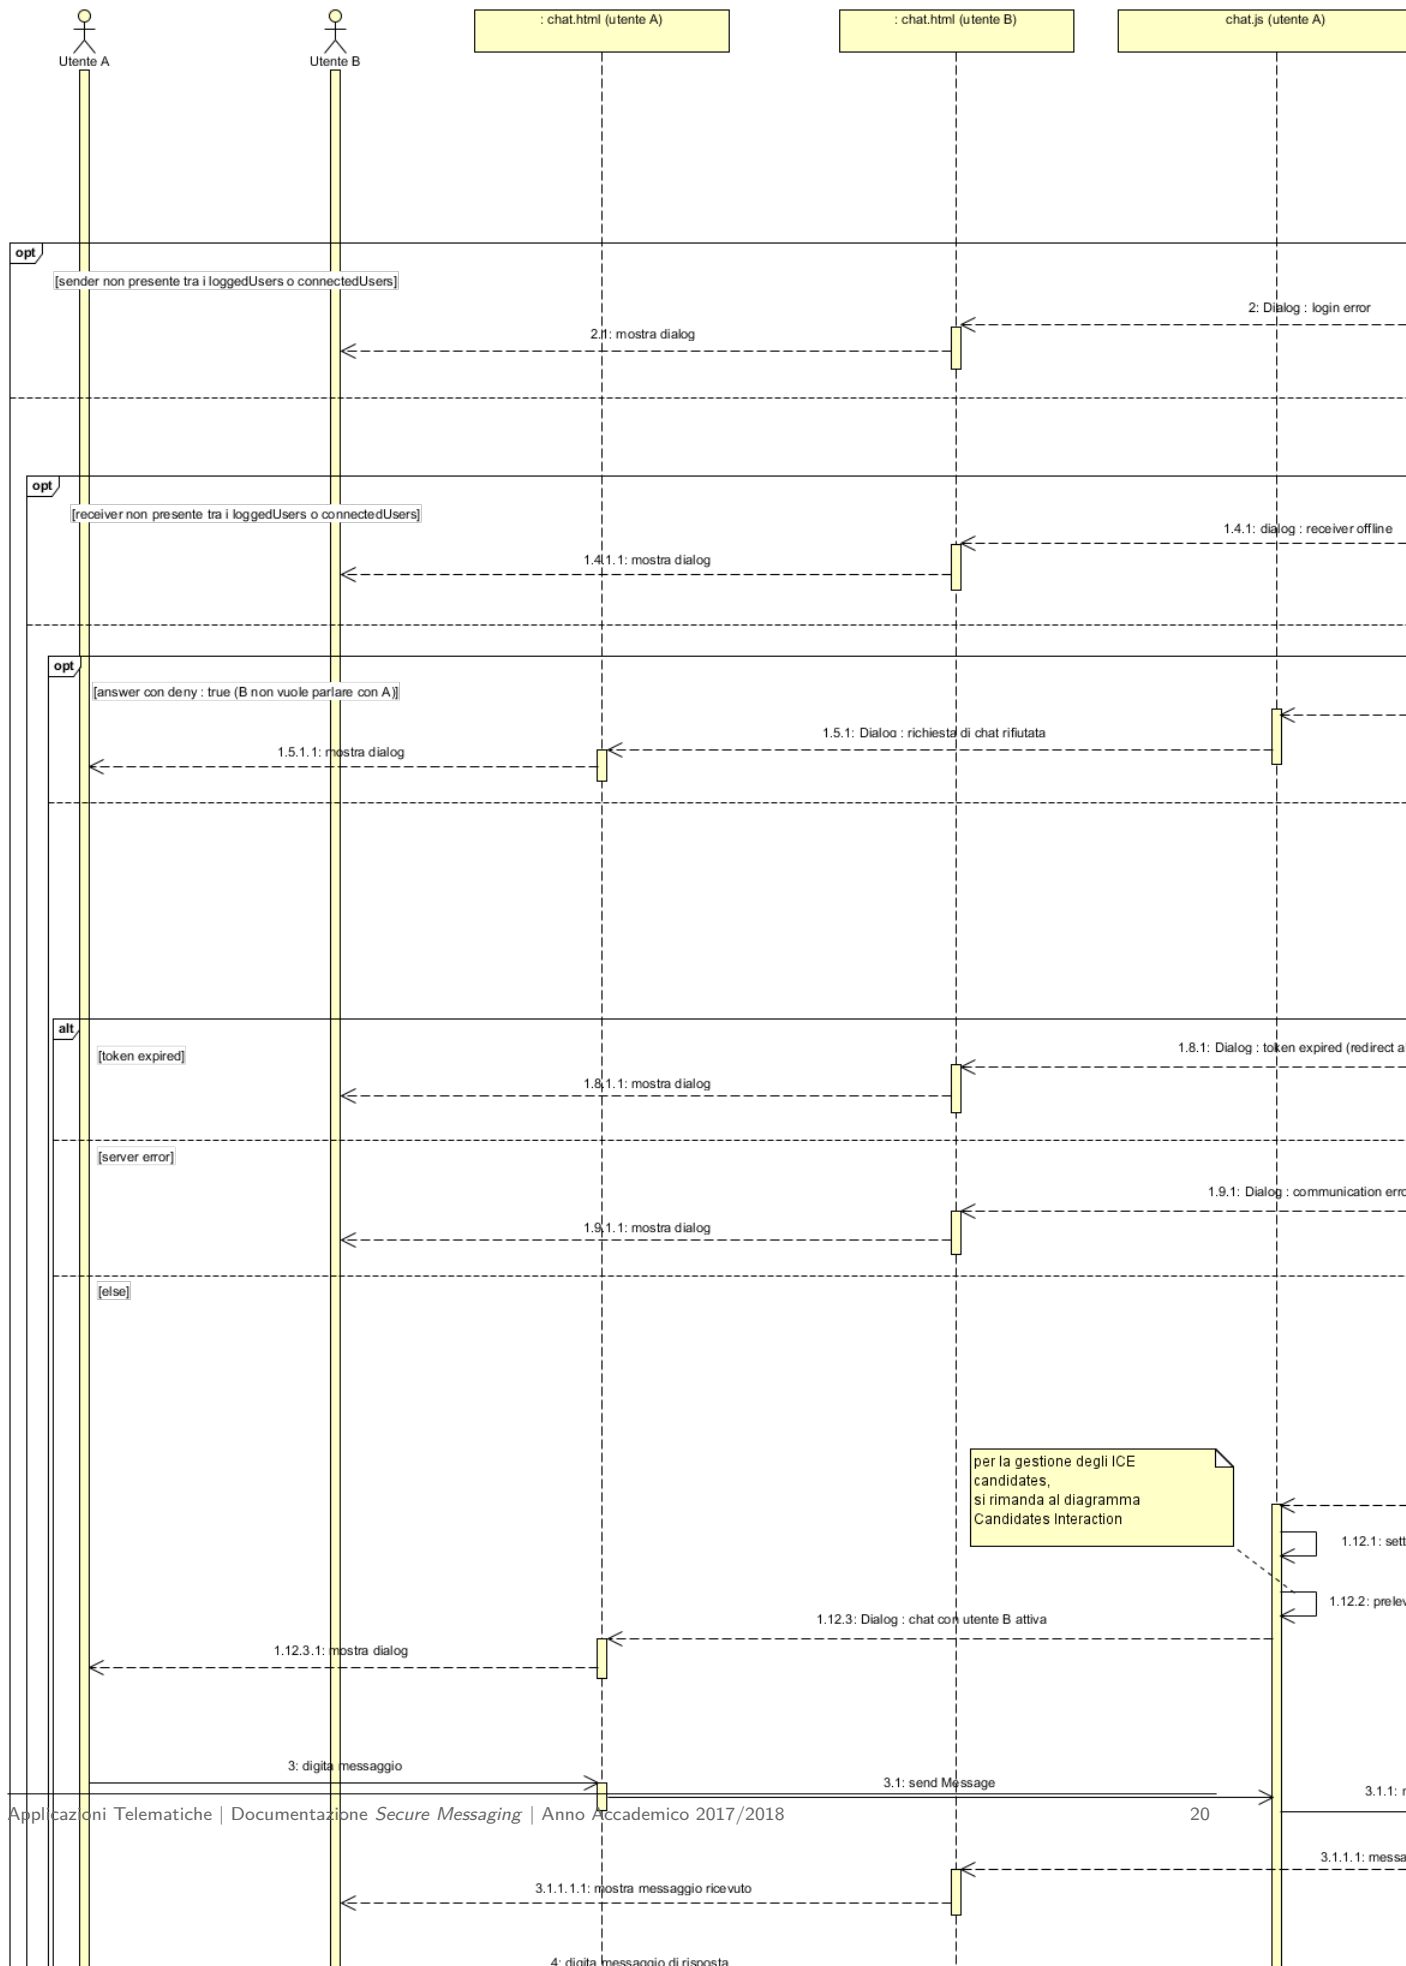 : chat.html (utente A)
: chat.html (utente B)
chat.js (utente A)
Utente A
Utente B
opt
[sender non presente tra i loggedUsers o connectedUsers]
2: Dialog : login error
2.1: mostra dialog
opt
[receiver non presente tra i loggedUsers o connectedUsers]
1.4.1: dialog : receiver offline
1.4.1.1: mostra dialog
opt
[answer con deny : true (B non vuole parlare con A)]
1.5.1: Dialog : richiesta di chat rifiutata
1.5.1.1: mostra dialog
alt
[token expired]
1.8.1: Dialog : token expired (redirect
1.8.1.1: mostra dialog
[server error]
1.9.1: Dialog : communication
1.9.1.1: mostra dialog
[else]
per la gestione degli ICE
candidates,
si rimanda al diagramma
Candidates Interaction
1.12.1:
1.12.2:
1.12.3: Dialog : chat con utente B attiva
1.12.3.1: mostra dialog
3: digita messaggio
3.1: send Message
3.1.1:
Applicazioni Telematiche | Documentazione Secure Messaging | Anno Accademico 2017/2018 20
3.1.1.1:
3.1.1.1.1: mostra messaggio ricevuto
4: digita messaggio di risposta